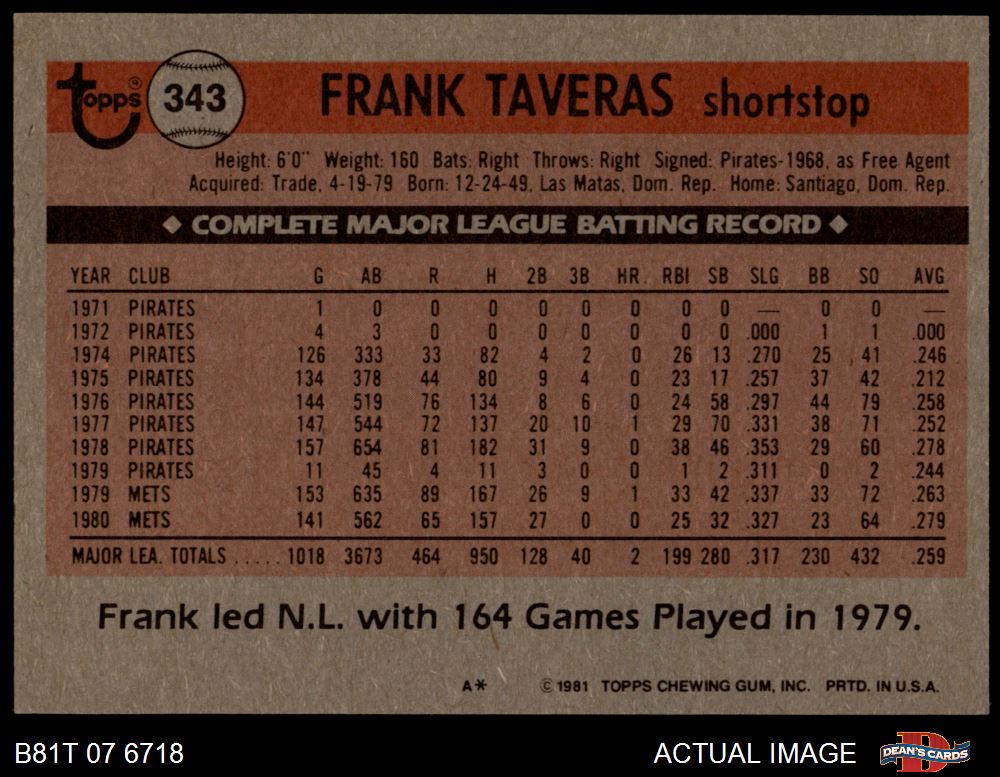 Topps ® 343 FRANK TAVERAS shortstop
Height: 6'0" Weight: 160 Bats: Right Throws: Right Signed: Pirates-1968, as Free Agent
Acquired: Trade, 4-19-79 Born: 12-24-49, Las Matas, Dom. Rep. Home: Santiago, Dom. Rep.
◆ COMPLETE MAJOR LEAGUE BATTING RECORD ◆
YEAR CLUB G AB R H 2B 3B HR RBI SB SLG BB SO AVG
1971 PIRATES 1 0 0 0 0 0 0 0 0 — 0 0 —
1972 PIRATES 4 3 0 0 0 0 0 0 0 .000 1 1 .000
1974 PIRATES 126 333 33 82 4 2 0 26 13 .270 25 41 .246
1975 PIRATES 134 378 44 80 9 4 0 23 17 .257 37 42 .212
1976 PIRATES 144 519 76 134 8 6 0 24 58 .297 44 79 .258
1977 PIRATES 147 544 72 137 20 10 1 29 70 .331 38 71 .252
1978 PIRATES 157 654 81 182 31 9 0 38 46 .353 29 60 .278
1979 PIRATES 11 45 4 11 3 0 0 1 2 .311 0 2 .244
1979 METS 153 635 89 167 26 9 1 33 42 .337 33 72 .263
1980 METS 141 562 65 157 27 0 0 25 32 .327 23 64 .279
MAJOR LEA. TOTALS ..... 1018 3673 464 950 128 40 2 199 280 .317 230 432 .259
Frank led N.L. with 164 Games Played in 1979.
A* © 1981 TOPPS CHEWING GUM, INC. PRTD. IN U.S.A.
B81T 07 6718 ACTUAL IMAGE DEAN'S CARDS